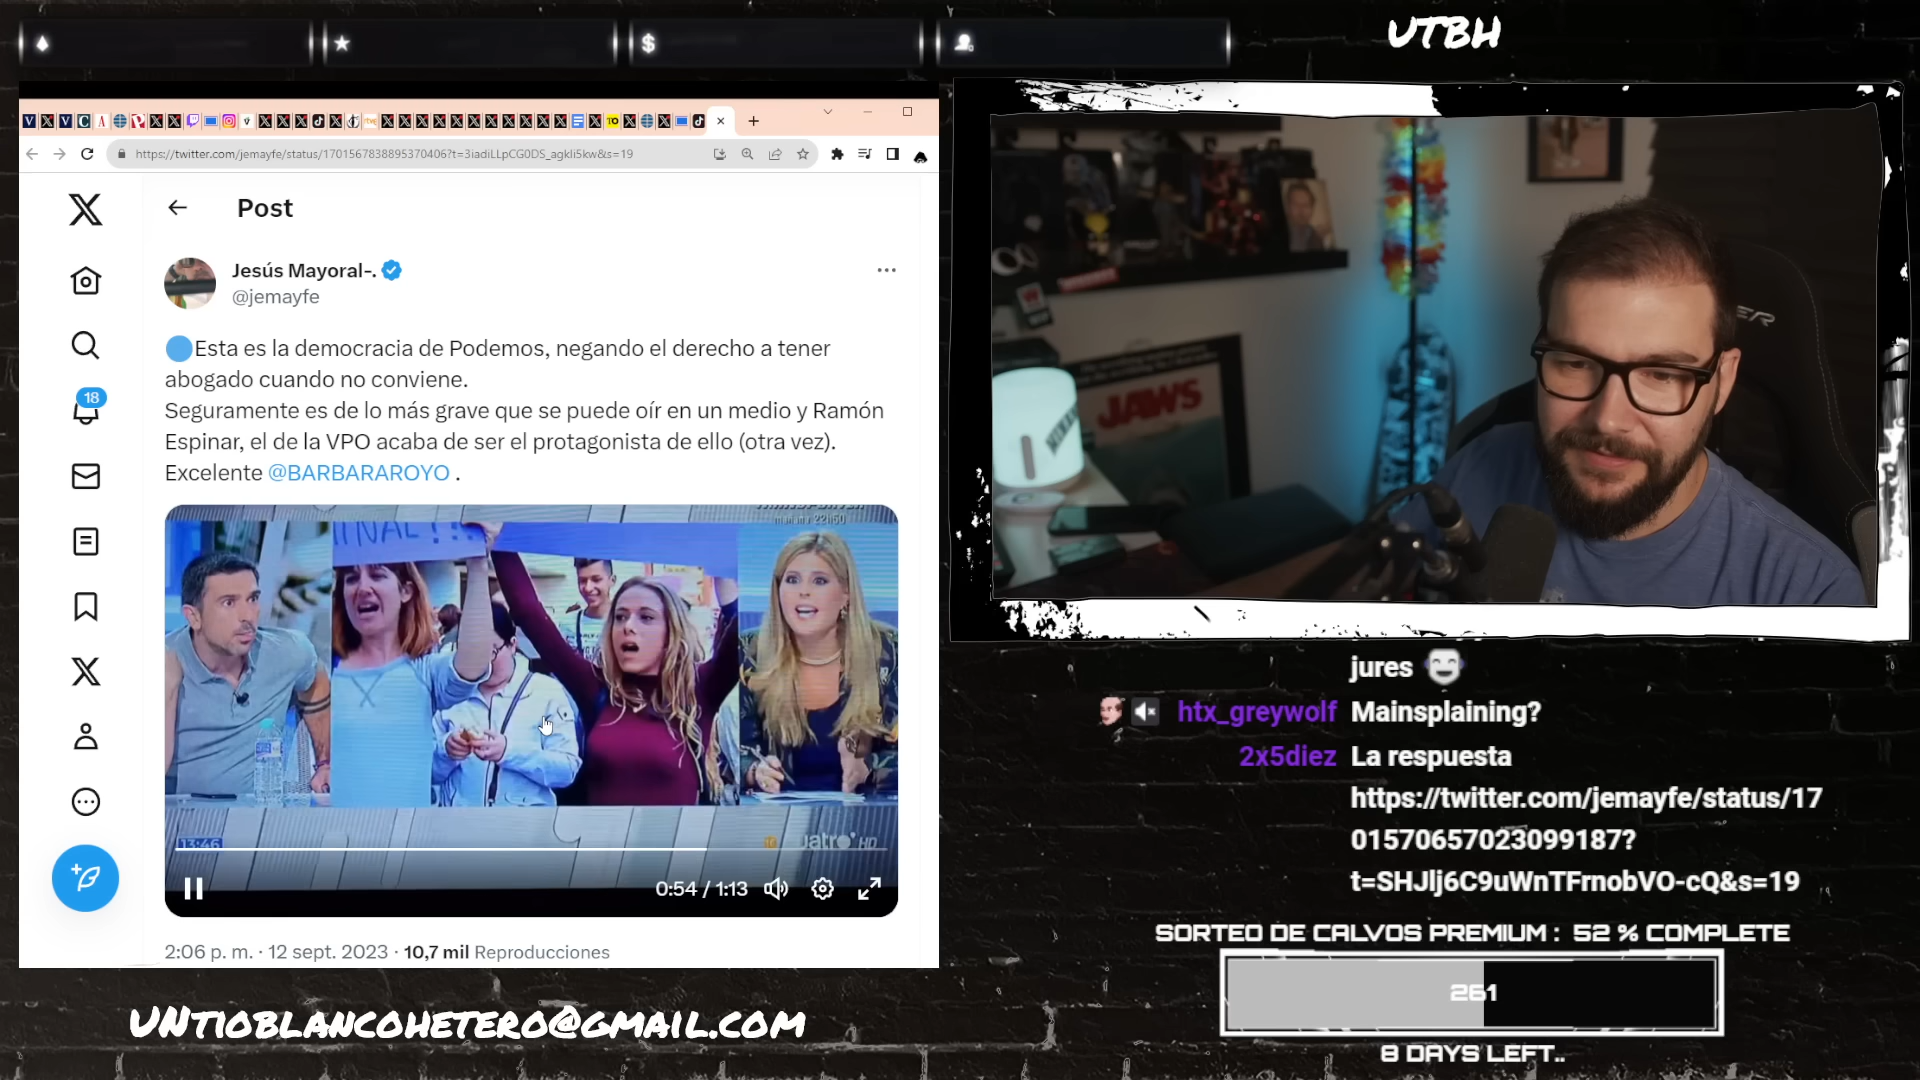 UTBH
https://twitter.com/jemayfe/status/1701567838895370406?t=3iadiLLpCG0DS_agkli5kw&s=19
Post
Jesús Mayoral-.
@jemayfe
Esta es la democracia de Podemos, negando el derecho a tener
abogado cuando no conviene.
Seguramente es de lo más grave que se puede oír en un medio y Ramón
Espinar, el de la VPO acaba de ser el protagonista de ello (otra vez).
Excelente @BARBARAROYO .
18
13:46
0:54 / 1:13
2:06 p. m. · 12 sept. 2023 · 10,7 mil Reproducciones
JAWS
jures
htx_greywolf Mainsplaining?
2x5diez La respuesta
https://twitter.com/jemayfe/status/17
01570657023099187?
t=SHJlj6C9uWnTFrnobVO-cQ&s=19
SORTEO DE CALVOS PREMIUM : 52 % COMPLETE
261
8 DAYS LEFT..
UNTIOBLANCOHETERO@GMAIL.COM